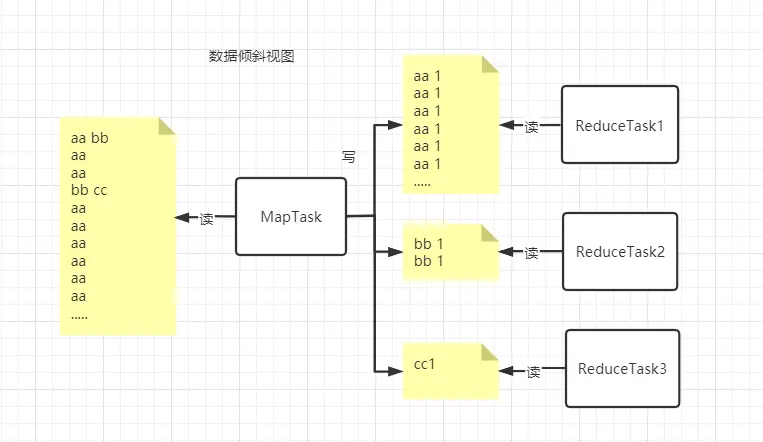 数据倾斜视图
aa bb
aa
aa
bb cc
aa
aa
aa
aa
aa
aa
.....
读
MapTask
写
aa 1
aa 1
aa 1
aa 1
aa 1
aa 1
.....
读
ReduceTask1
bb 1
bb 1
读
ReduceTask2
cc1
读
ReduceTask3